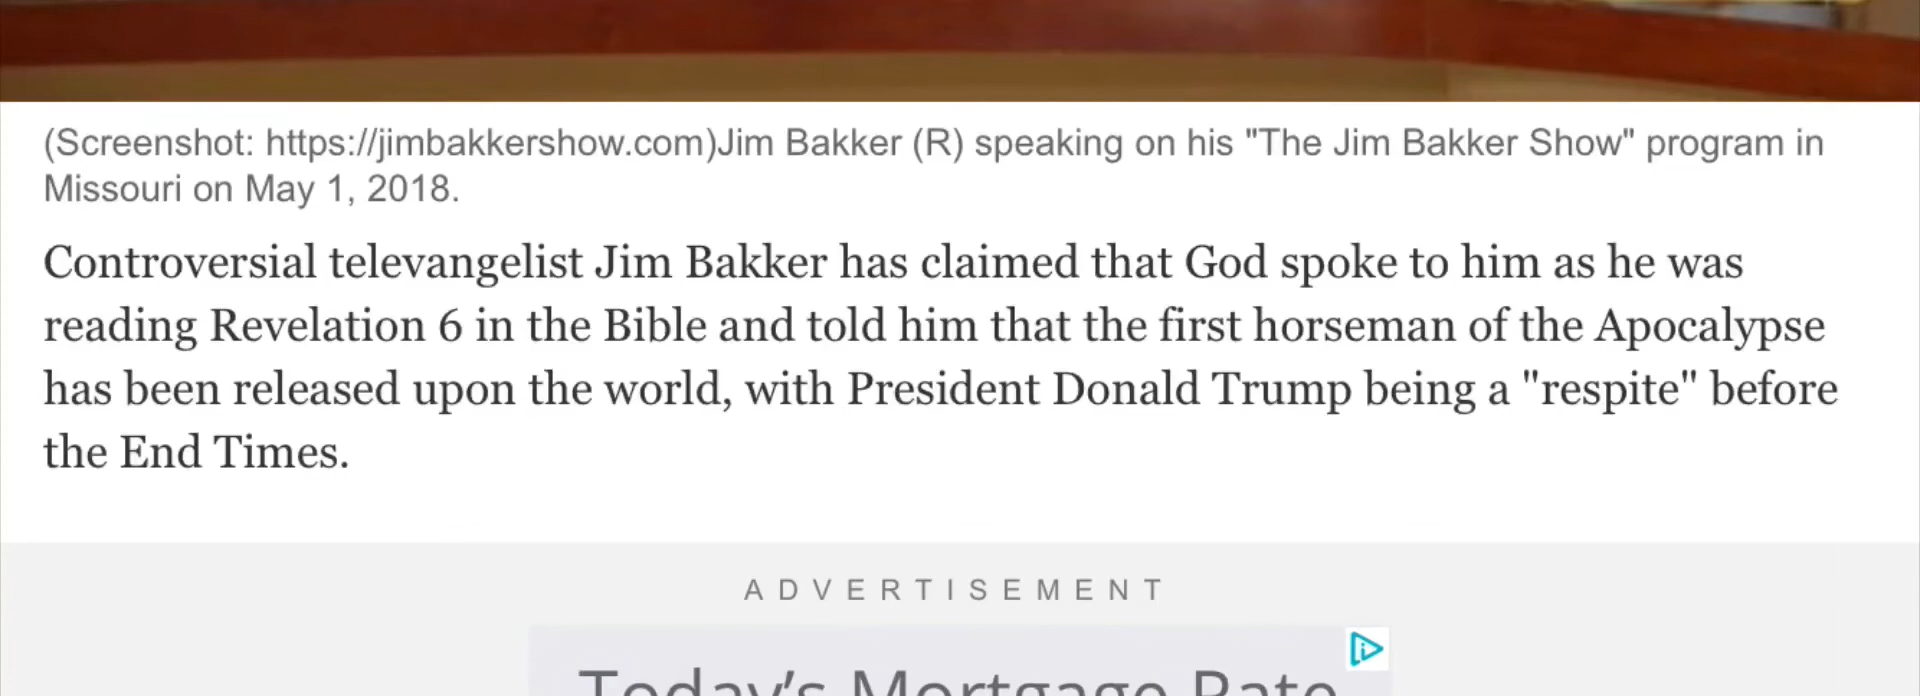 (Screenshot: https://jimbakkershow.com)Jim Bakker (R) speaking on his "The Jim Bakker Show" program in
Missouri on May 1, 2018.
Controversial televangelist Jim Bakker has claimed that God spoke to him as he was
reading Revelation 6 in the Bible and told him that the first horseman of the Apocalypse
has been released upon the world, with President Donald Trump being a "respite" before
the End Times.
ADVERTISEMENT
Today's Mortgage Rate